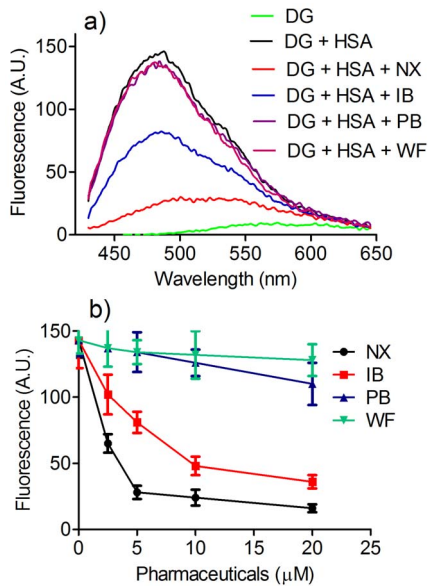 a)
DG
DG + HSA
DG + HSA + NX
DG + HSA + IB
DG + HSA + PB
DG + HSA + WF
Fluorescence (A.U.)
150
100
50
0
450 500 550 600 650
Wavelength (nm)
b)
NX
IB
PB
WF
Fluorescence (A.U.)
150
100
50
0
0 5 10 15 20 25
Pharmaceuticals (μM)